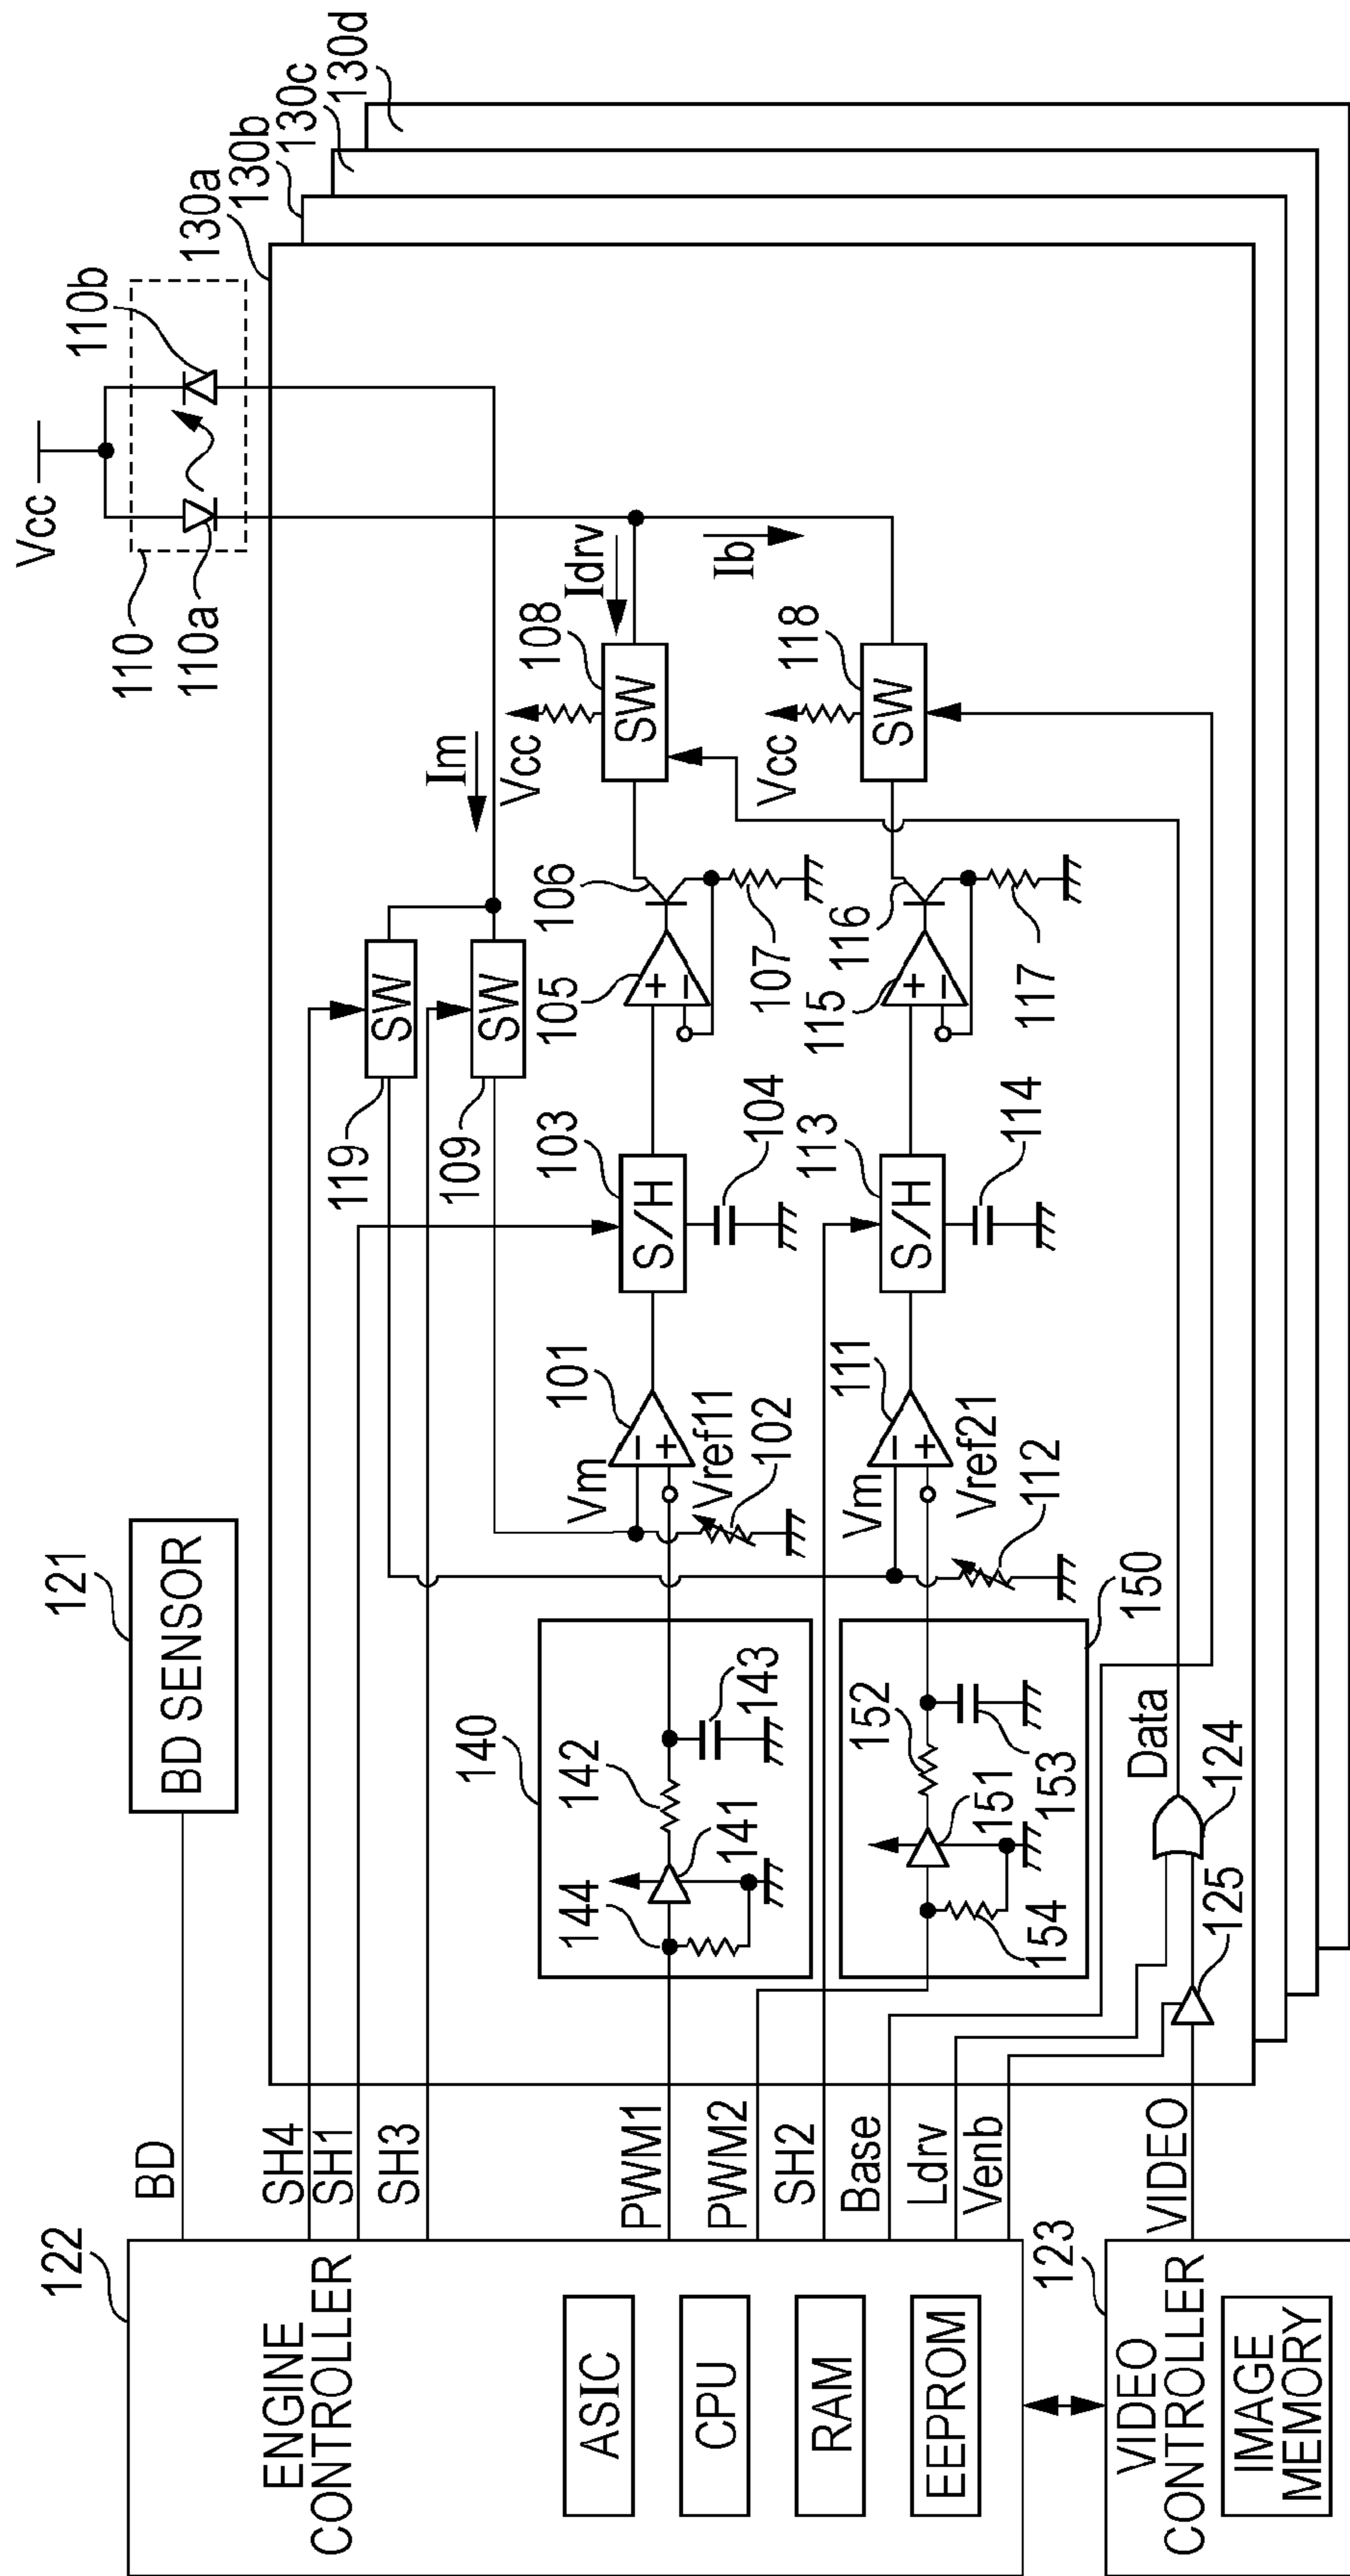 Vcc
110
110a
110b
130a
130b
130c
130d
Im
Idrv
Ib
Vcc
108
SW
Vcc
118
SW
119
SW
109
SW
105
+
−
106
107
115
+
−
116
117
103
S/H
104
113
S/H
114
101
Vm
−
+
Vref11
102
111
Vm
−
+
Vref21
112
121
BD SENSOR
140
144
141
142
143
150
154
151
152
153
Data
124
125
BD
SH4
SH1
SH3
PWM1
PWM2
SH2
Base
Ldrv
Venb
VIDEO
122
ENGINE
CONTROLLER
ASIC
CPU
RAM
EEPROM
123
VIDEO
CONTROLLER
IMAGE
MEMORY